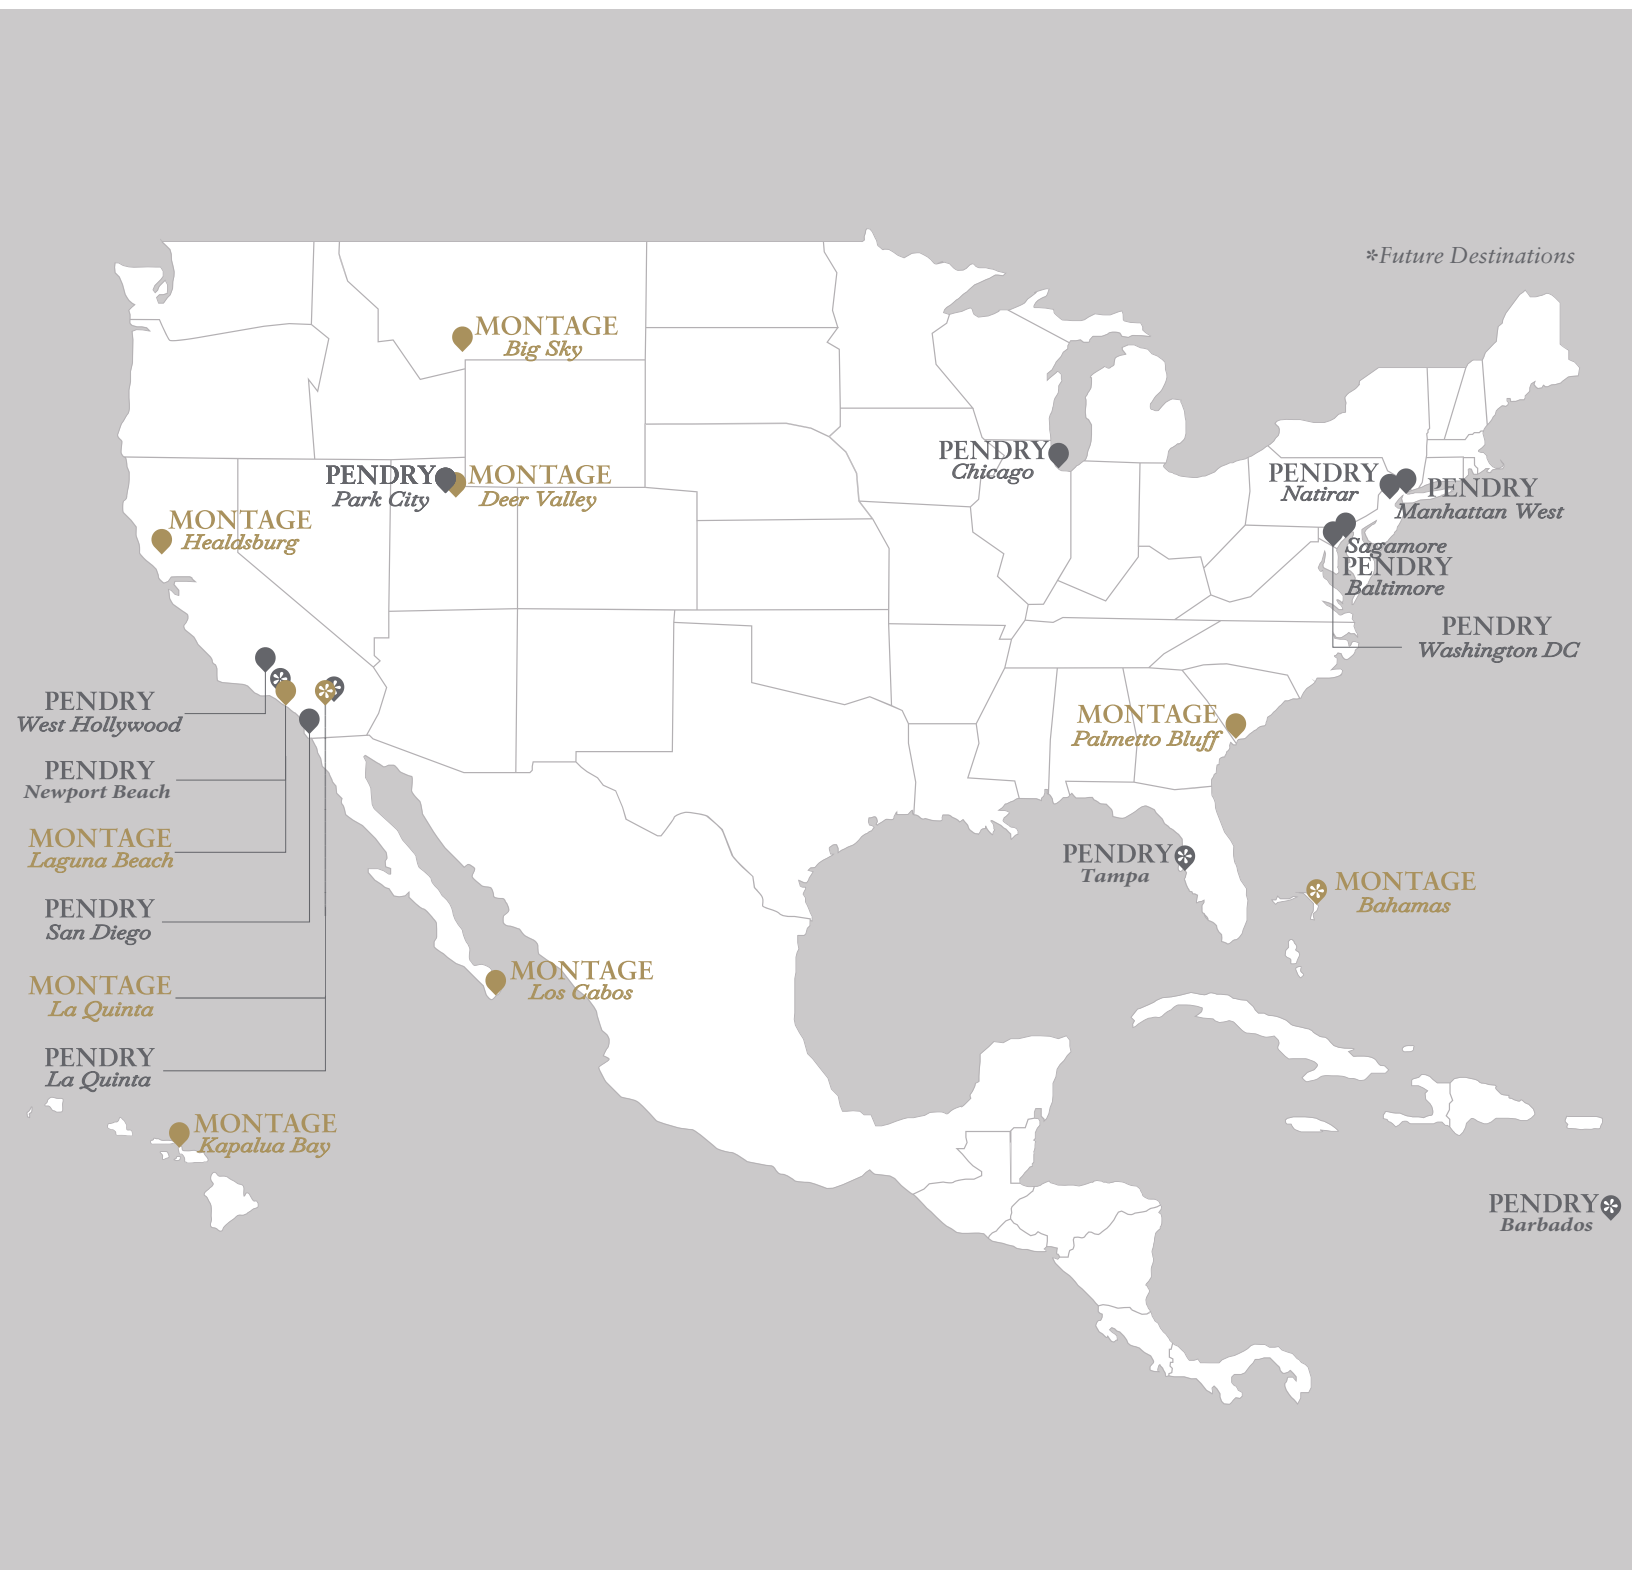 *Future Destinations
MONTAGE
Big Sky
PENDRY
Chicago
PENDRY
Park City
MONTAGE
Deer Valley
PENDRY
Natirar
PENDRY
Manhattan West
MONTAGE
Healdsburg
Sagamore
PENDRY
Baltimore
PENDRY
Washington DC
PENDRY
West Hollywood
MONTAGE
Palmetto Bluff
PENDRY
Newport Beach
MONTAGE
Laguna Beach
PENDRY
Tampa
MONTAGE
Bahamas
PENDRY
San Diego
MONTAGE
Los Cabos
MONTAGE
La Quinta
PENDRY
La Quinta
MONTAGE
Kapalua Bay
PENDRY
Barbados